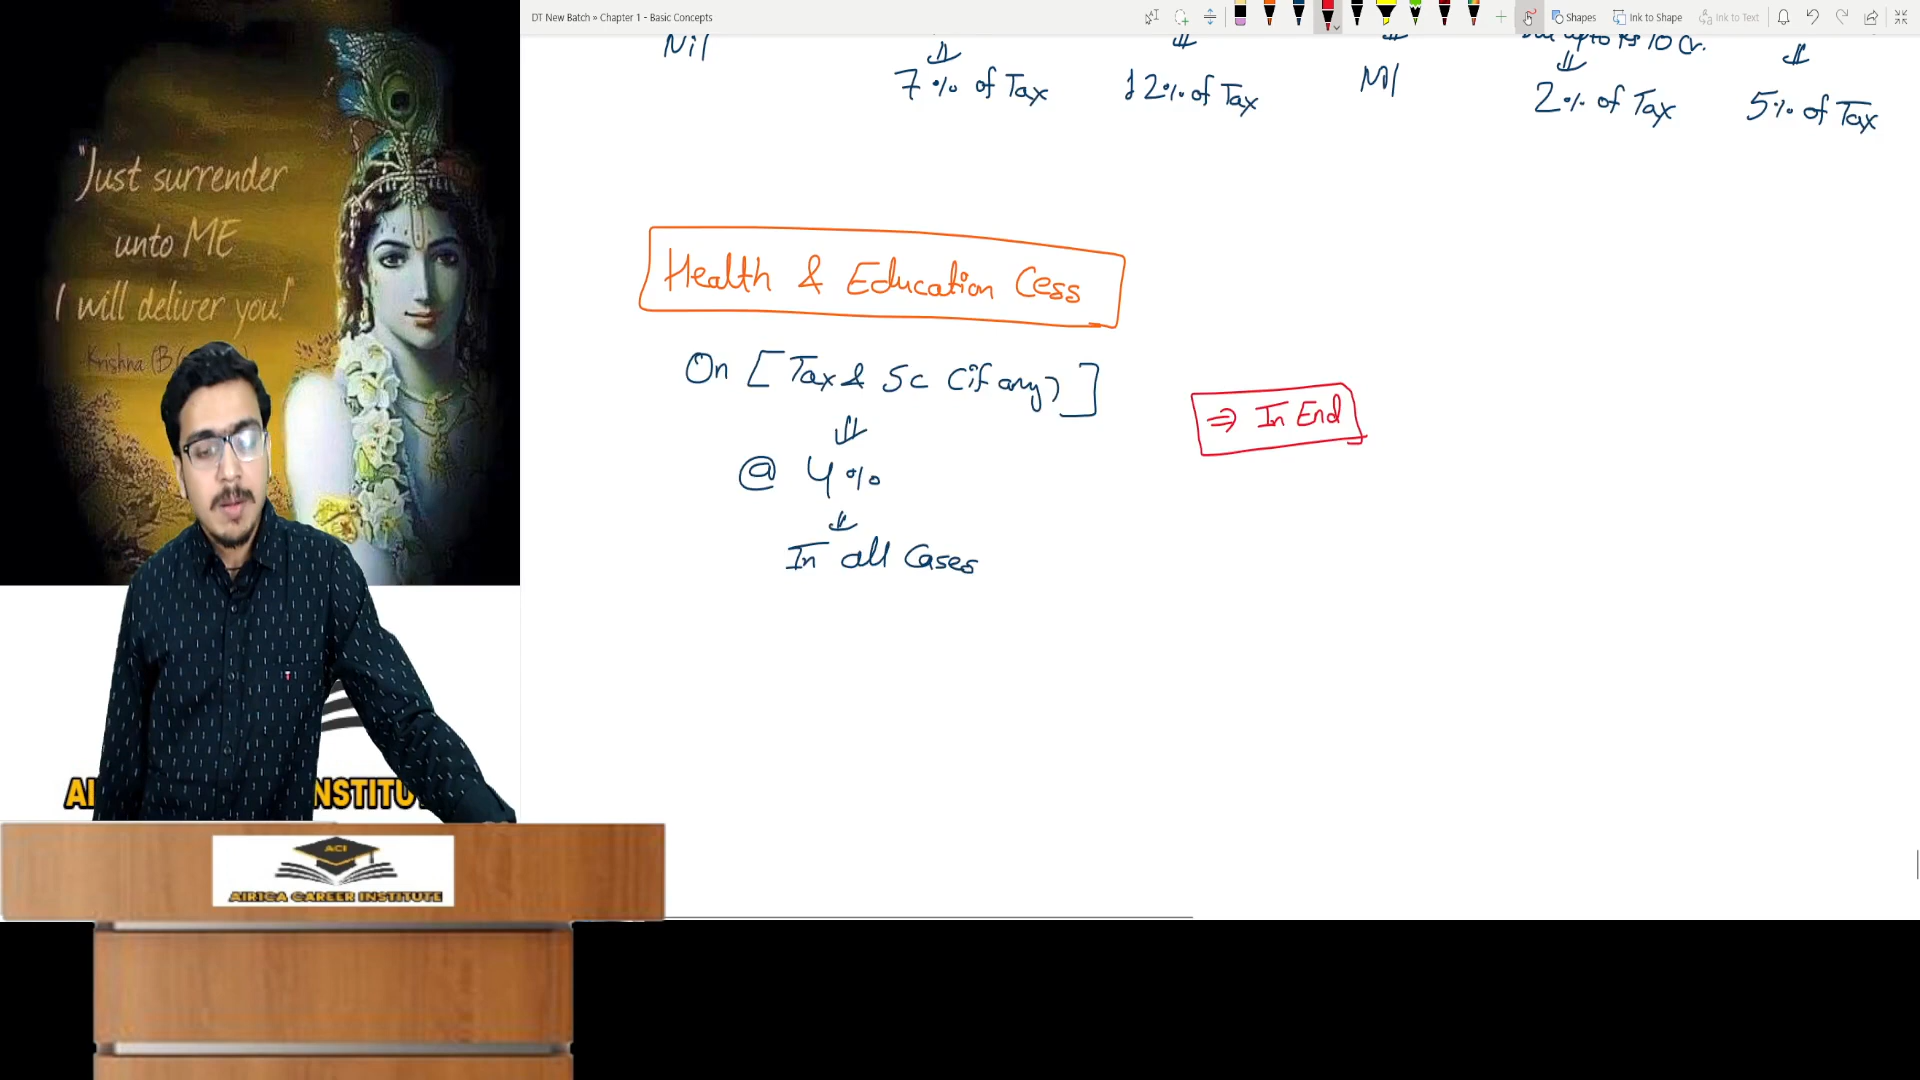 DT New Batch » Chapter 1 - Basic Concepts
Shapes
Ink to Shape
Ink to Text
Nil
7% of Tax
12% of Tax
Nil
upto Rs 10 Cr.
2% of Tax
5% of Tax
"Just surrender
unto ME
I will deliver you!"
Krishna (B.
Health & Education Cess
On [Tax & SC (if any)]
⇒ In End
@ 4%
In all Cases
NSTITU
ACI
AIRICA CAREER INSTITUTE